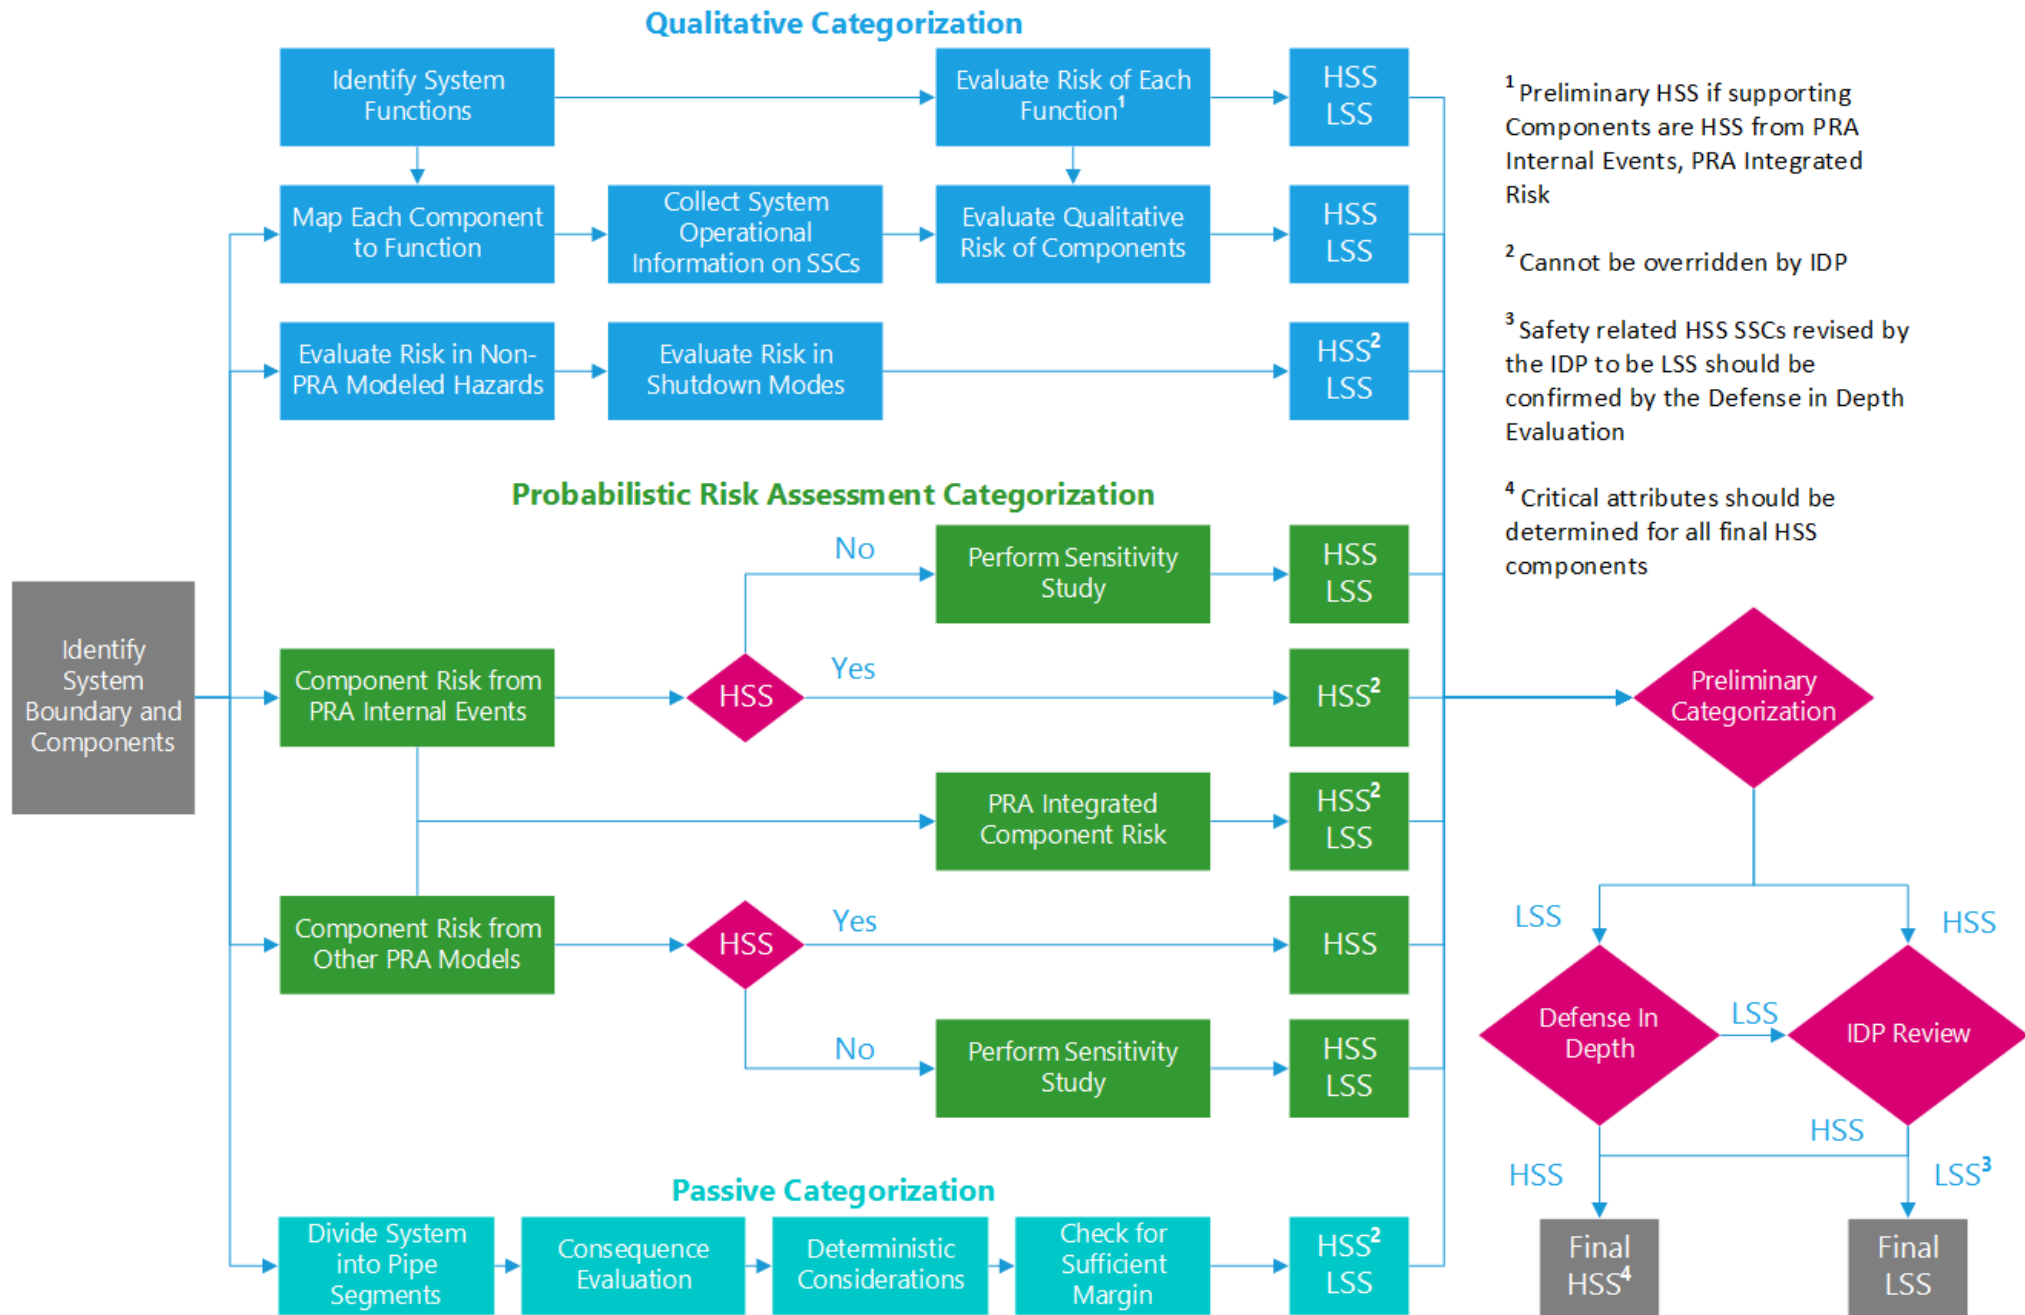 Qualitative Categorization
Identify System
Functions
Evaluate Risk of Each
Function¹
HSS
LSS
Map Each Component
to Function
Collect System
Operational
Information on SSCs
Evaluate Qualitative
Risk of Components
HSS
LSS
Evaluate Risk in Non-
PRA Modeled Hazards
Evaluate Risk in
Shutdown Modes
HSS²
LSS
¹ Preliminary HSS if supporting
Components are HSS from PRA
Internal Events, PRA Integrated
Risk
² Cannot be overridden by IDP
³ Safety related HSS SSCs revised by
the IDP to be LSS should be
confirmed by the Defense in Depth
Evaluation
⁴ Critical attributes should be
determined for all final HSS
components
Probabilistic Risk Assessment Categorization
Identify
System
Boundary and
Components
No
Perform Sensitivity
Study
HSS
LSS
Component Risk from
PRA Internal Events
HSS
Yes
HSS²
PRA Integrated
Component Risk
HSS²
LSS
Component Risk from
Other PRA Models
HSS
Yes
HSS
No
Perform Sensitivity
Study
HSS
LSS
Passive Categorization
Divide System
into Pipe
Segments
Consequence
Evaluation
Deterministic
Considerations
Check for
Sufficient
Margin
HSS²
LSS
Preliminary
Categorization
LSS
HSS
Defense In
Depth
LSS
IDP Review
HSS
HSS
LSS³
Final
HSS⁴
Final
LSS